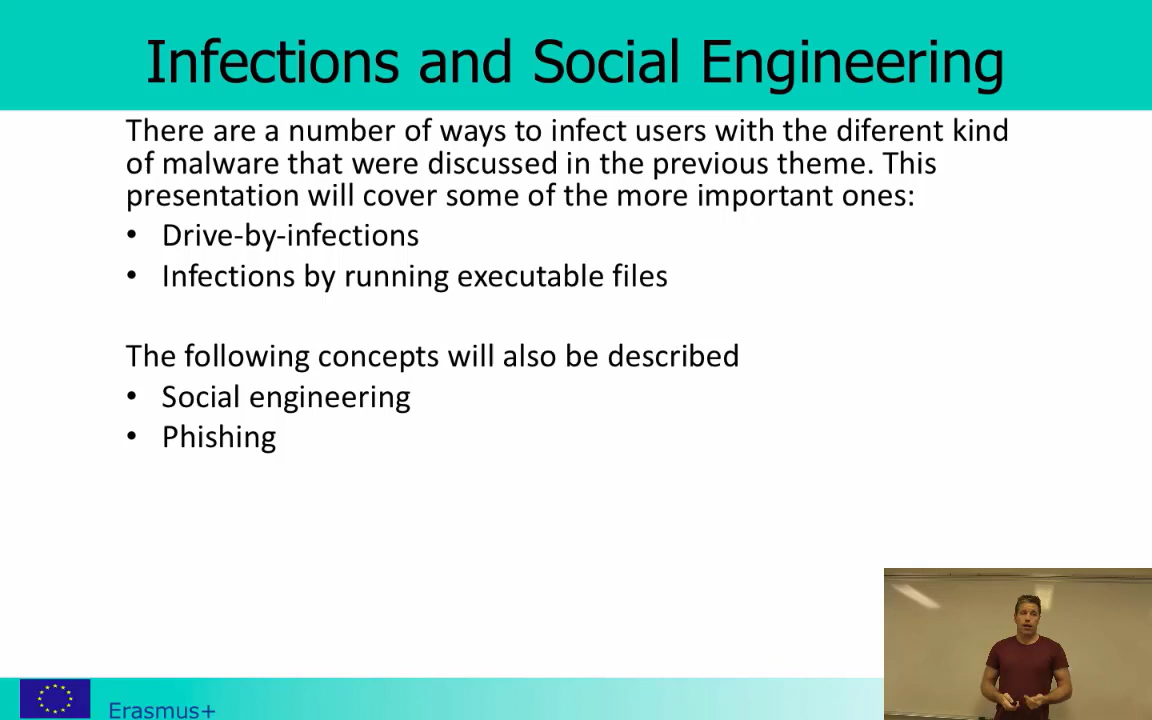 Infections and Social Engineering
There are a number of ways to infect users with the diferent kind
of malware that were discussed in the previous theme. This
presentation will cover some of the more important ones:
• Drive-by-infections
• Infections by running executable files
The following concepts will also be described
• Social engineering
• Phishing
Erasmus+